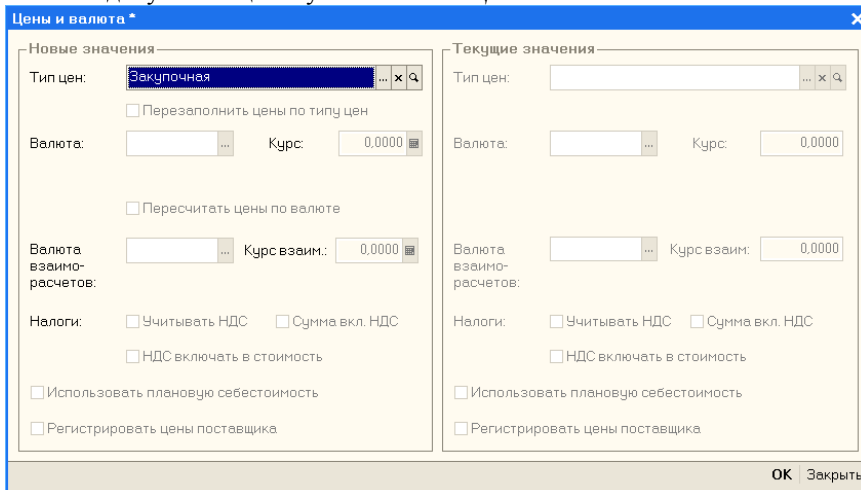 Цены и валюта *
Новые значения
Тип цен: Закупочная ...
Перезаполнить цены по типу цен
Валюта: ... Курс: 0,0000
Пересчитать цены по валюте
Валюта взаимо-расчетов: ... Курс взаим.: 0,0000
Налоги: Учитывать НДС Сумма вкл. НДС
НДС включать в стоимость
Использовать плановую себестоимость
Регистрировать цены поставщика
Текущие значения
Тип цен: ...
Валюта: ... Курс: 0,0000
Валюта взаимо-расчетов: ... Курс взаим: 0,0000
Налоги: Учитывать НДС Сумма вкл. НДС
НДС включать в стоимость
Использовать плановую себестоимость
Регистрировать цены поставщика
OK Закрыть